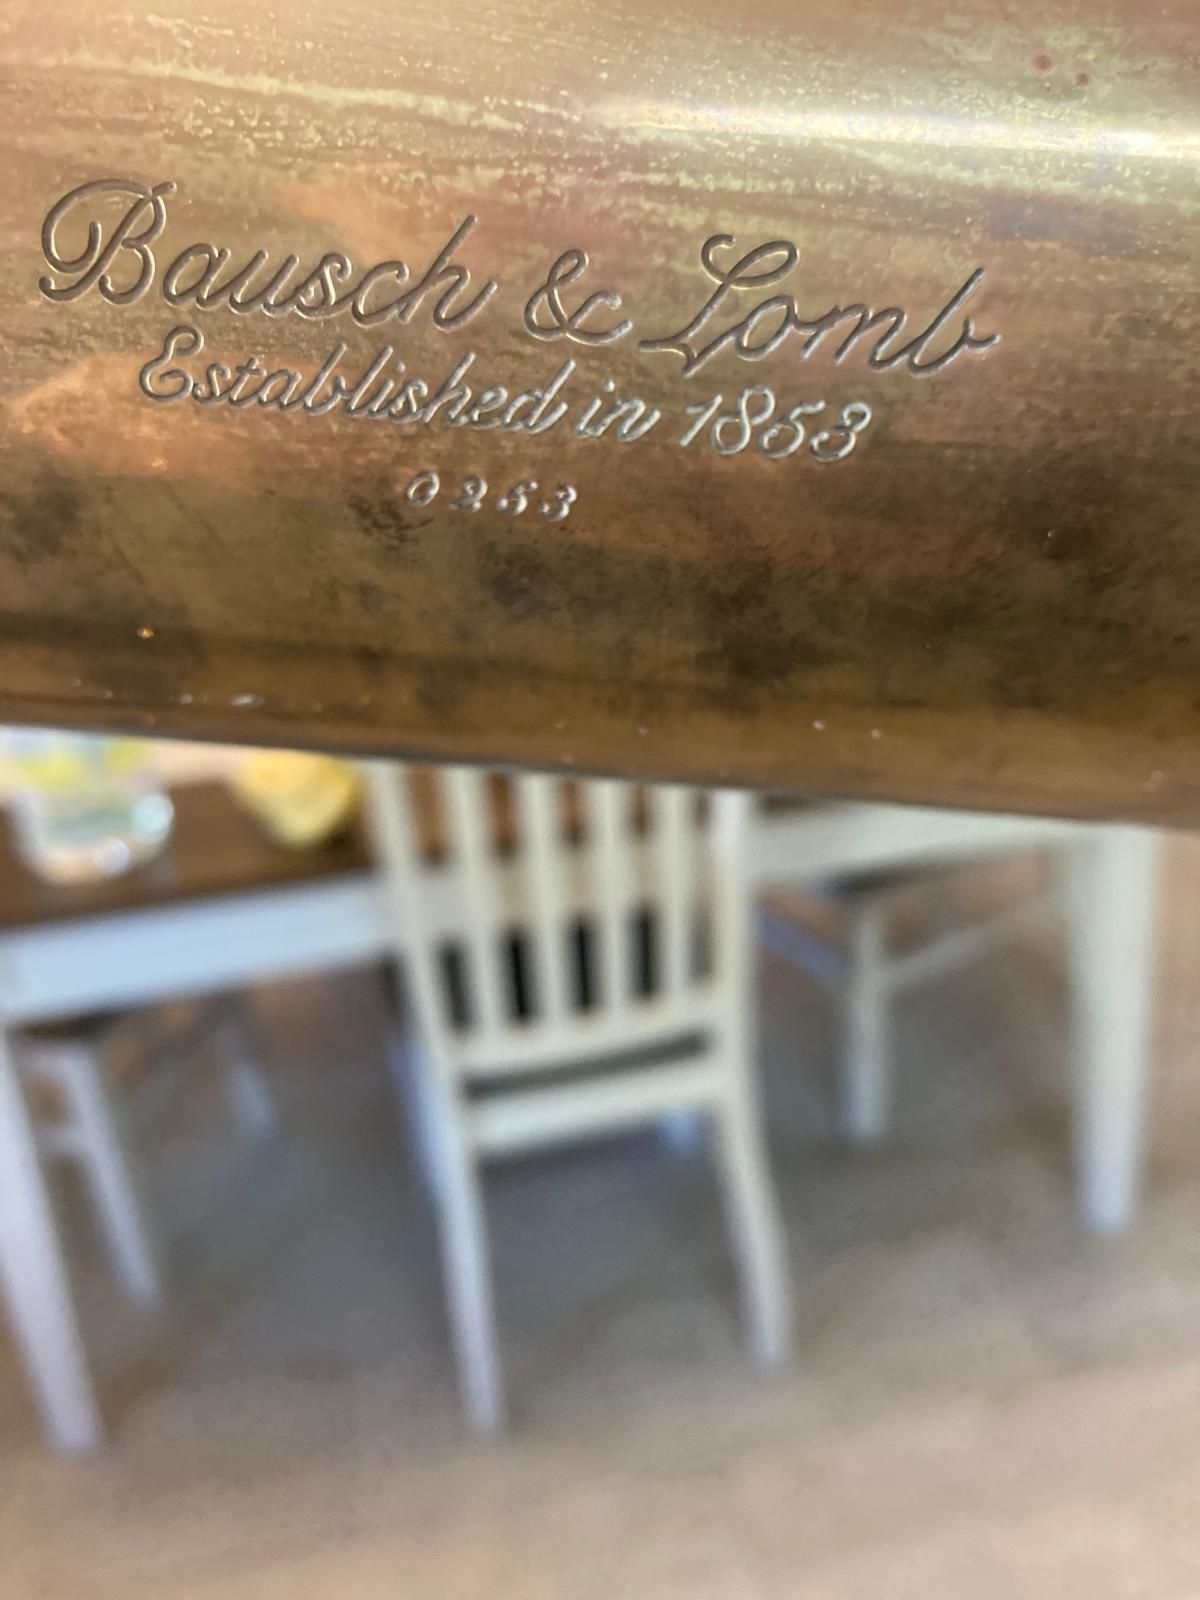 Bausch & Lomb
Established in 1853
0253